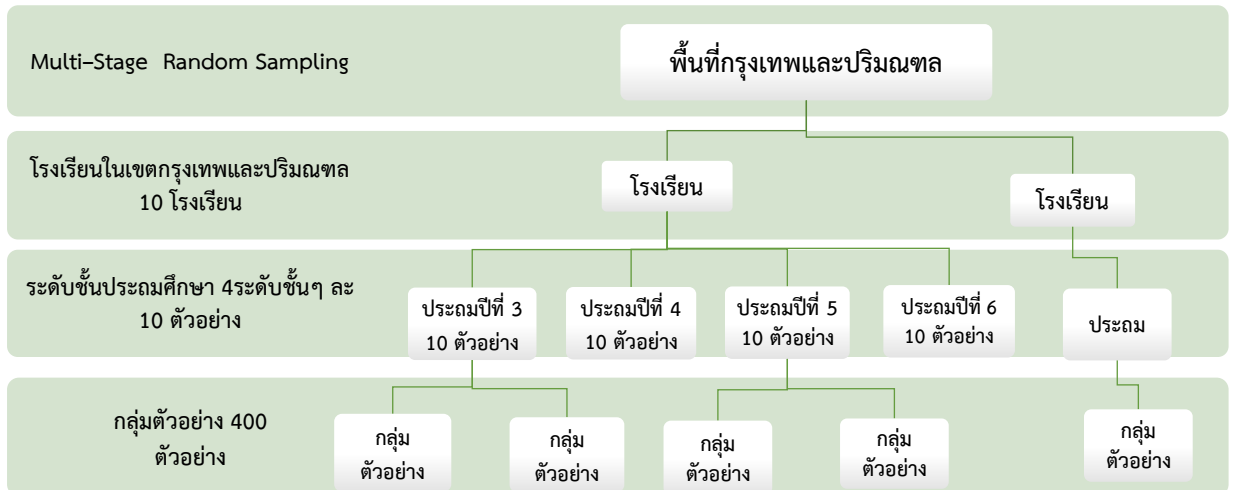 Multi–Stage Random Sampling
พื้นที่กรุงเทพและปริมณฑล
โรงเรียนในเขตกรุงเทพและปริมณฑล
10 โรงเรียน
โรงเรียน
โรงเรียน
ระดับชั้นประถมศึกษา 4ระดับชั้นๆ ละ
10 ตัวอย่าง
ประถมปีที่ 3
10 ตัวอย่าง
ประถมปีที่ 4
10 ตัวอย่าง
ประถมปีที่ 5
10 ตัวอย่าง
ประถมปีที่ 6
10 ตัวอย่าง
ประถม
กลุ่มตัวอย่าง 400
ตัวอย่าง
กลุ่ม
ตัวอย่าง
กลุ่ม
ตัวอย่าง
กลุ่ม
ตัวอย่าง
กลุ่ม
ตัวอย่าง
กลุ่ม
ตัวอย่าง